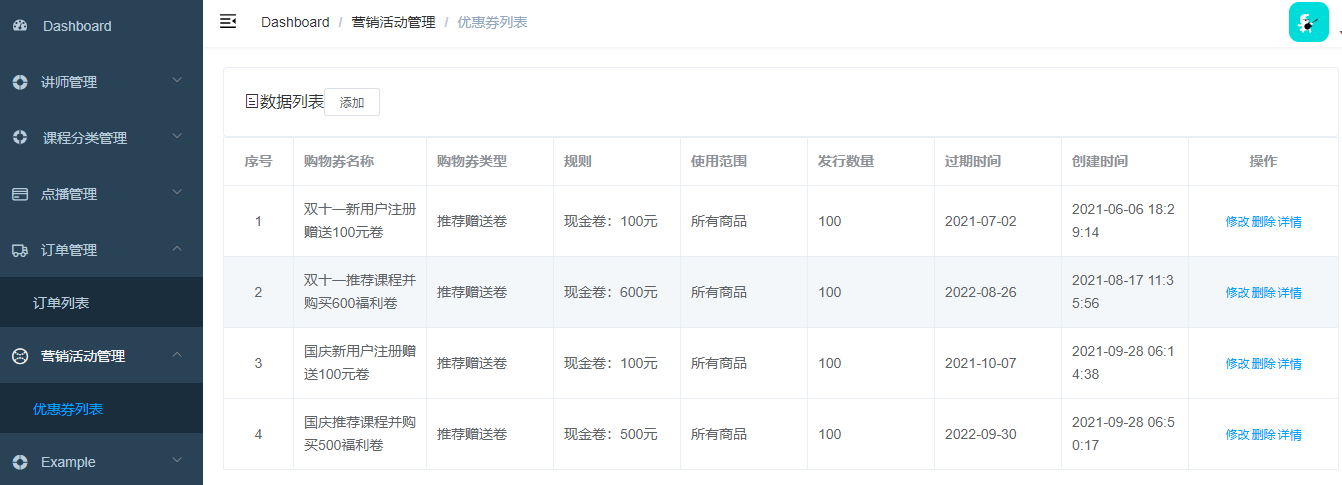 Dashboard
讲师管理
课程分类管理
点播管理
订单管理
订单列表
营销活动管理
优惠券列表
Example
Dashboard / 营销活动管理 / 优惠券列表
数据列表 添加
序号 购物券名称 购物券类型 规则 使用范围 发行数量 过期时间 创建时间 操作
1 双十一新用户注册 推荐赠送卷 现金卷：100元 所有商品 100 2021-07-02 2021-06-06 18:2 修改 删除 详情
赠送100元卷 9:14
2 双十一推荐课程并 推荐赠送卷 现金卷：600元 所有商品 100 2022-08-26 2021-08-17 11:3 修改 删除 详情
购买600福利卷 5:56
3 国庆新用户注册赠 推荐赠送卷 现金卷：100元 所有商品 100 2021-10-07 2021-09-28 06:1 修改 删除 详情
送100元卷 4:38
4 国庆推荐课程并购 推荐赠送卷 现金卷：500元 所有商品 100 2022-09-30 2021-09-28 06:5 修改 删除 详情
买500福利卷 0:17